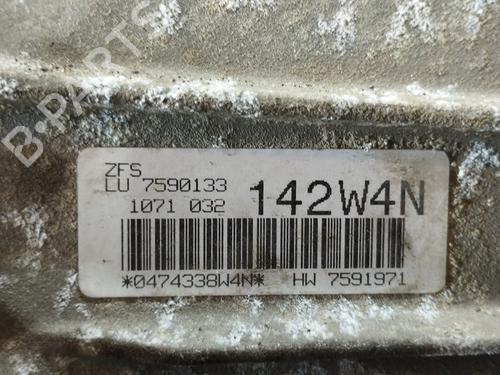 B-PARTS
ZFS
LU 7590133
1071 032 142W4N
*0474338W4N* HW 7591971